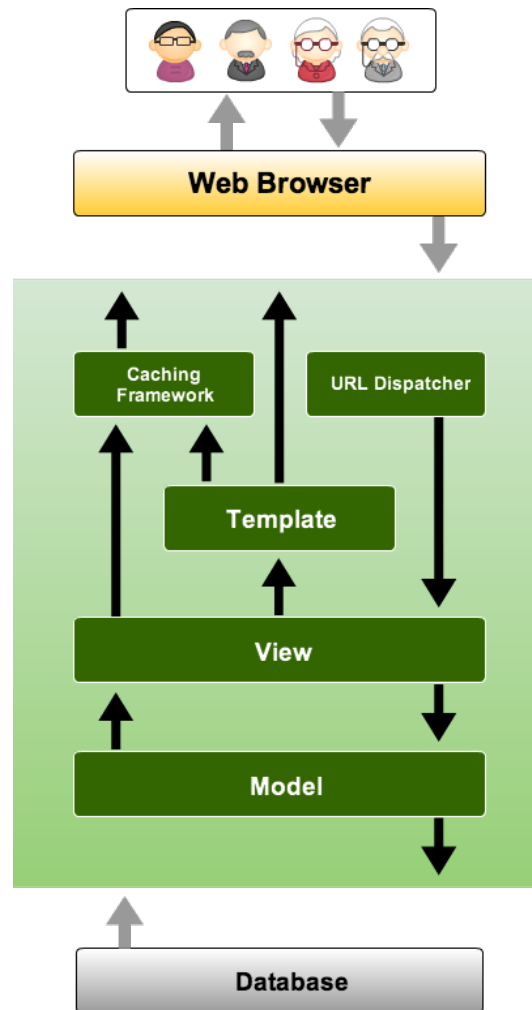 Web Browser
Caching
Framework
URL Dispatcher
Template
View
Model
Database